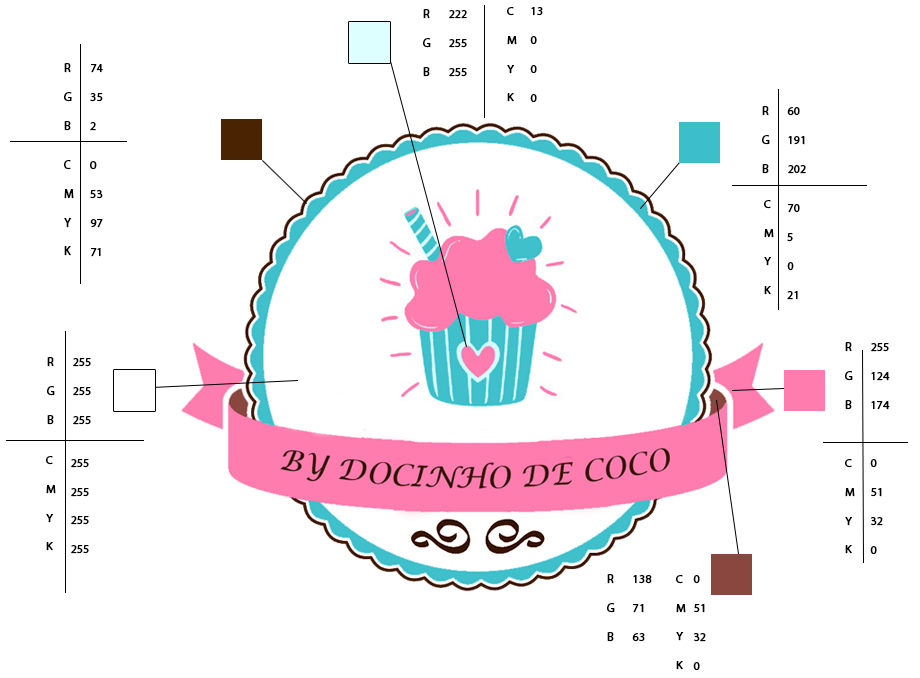 R 222
G 255
B 255
C 13
M 0
Y 0
K 0
R 74
G 35
B 2
C 0
M 53
Y 97
K 71
R 60
G 191
B 202
C 70
M 5
Y 0
K 21
R 255
G 255
B 255
C 255
M 255
Y 255
K 255
R 255
G 124
B 174
C 0
M 51
Y 32
K 0
BY DOCINHO DE COCO
R 138
G 71
B 63
C 0
M 51
Y 32
K 0